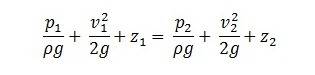 p₁/ρg + v₁²/2g + z₁ = p₂/ρg + v₂²/2g + z₂